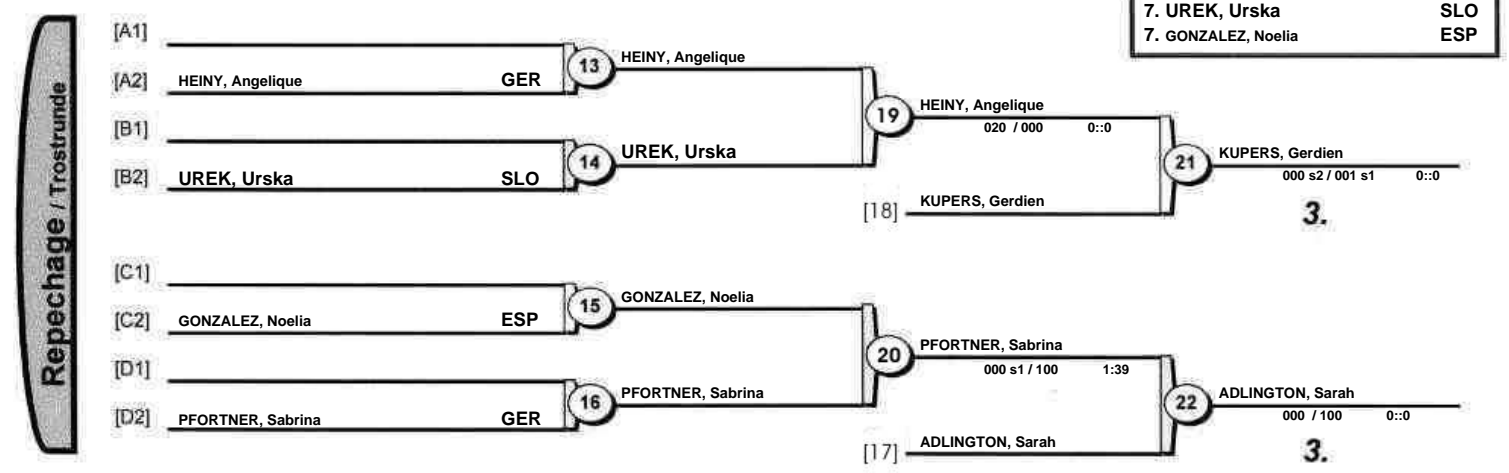 7. UREK, Urska SLO
7. GONZALEZ, Noelia ESP
Repechage / Trostrunde
[A1]
[A2] HEINY, Angelique GER
13
HEINY, Angelique
[B1]
[B2] UREK, Urska SLO
14
UREK, Urska
19
HEINY, Angelique
020 / 000 0::0
[18] KUPERS, Gerdien
21
KUPERS, Gerdien
000 s2 / 001 s1 0::0
3.
[C1]
[C2] GONZALEZ, Noelia ESP
15
GONZALEZ, Noelia
[D1]
[D2] PFORTNER, Sabrina GER
16
PFORTNER, Sabrina
20
PFORTNER, Sabrina
000 s1 / 100 1:39
[17] ADLINGTON, Sarah
22
ADLINGTON, Sarah
000 / 100 0::0
3.